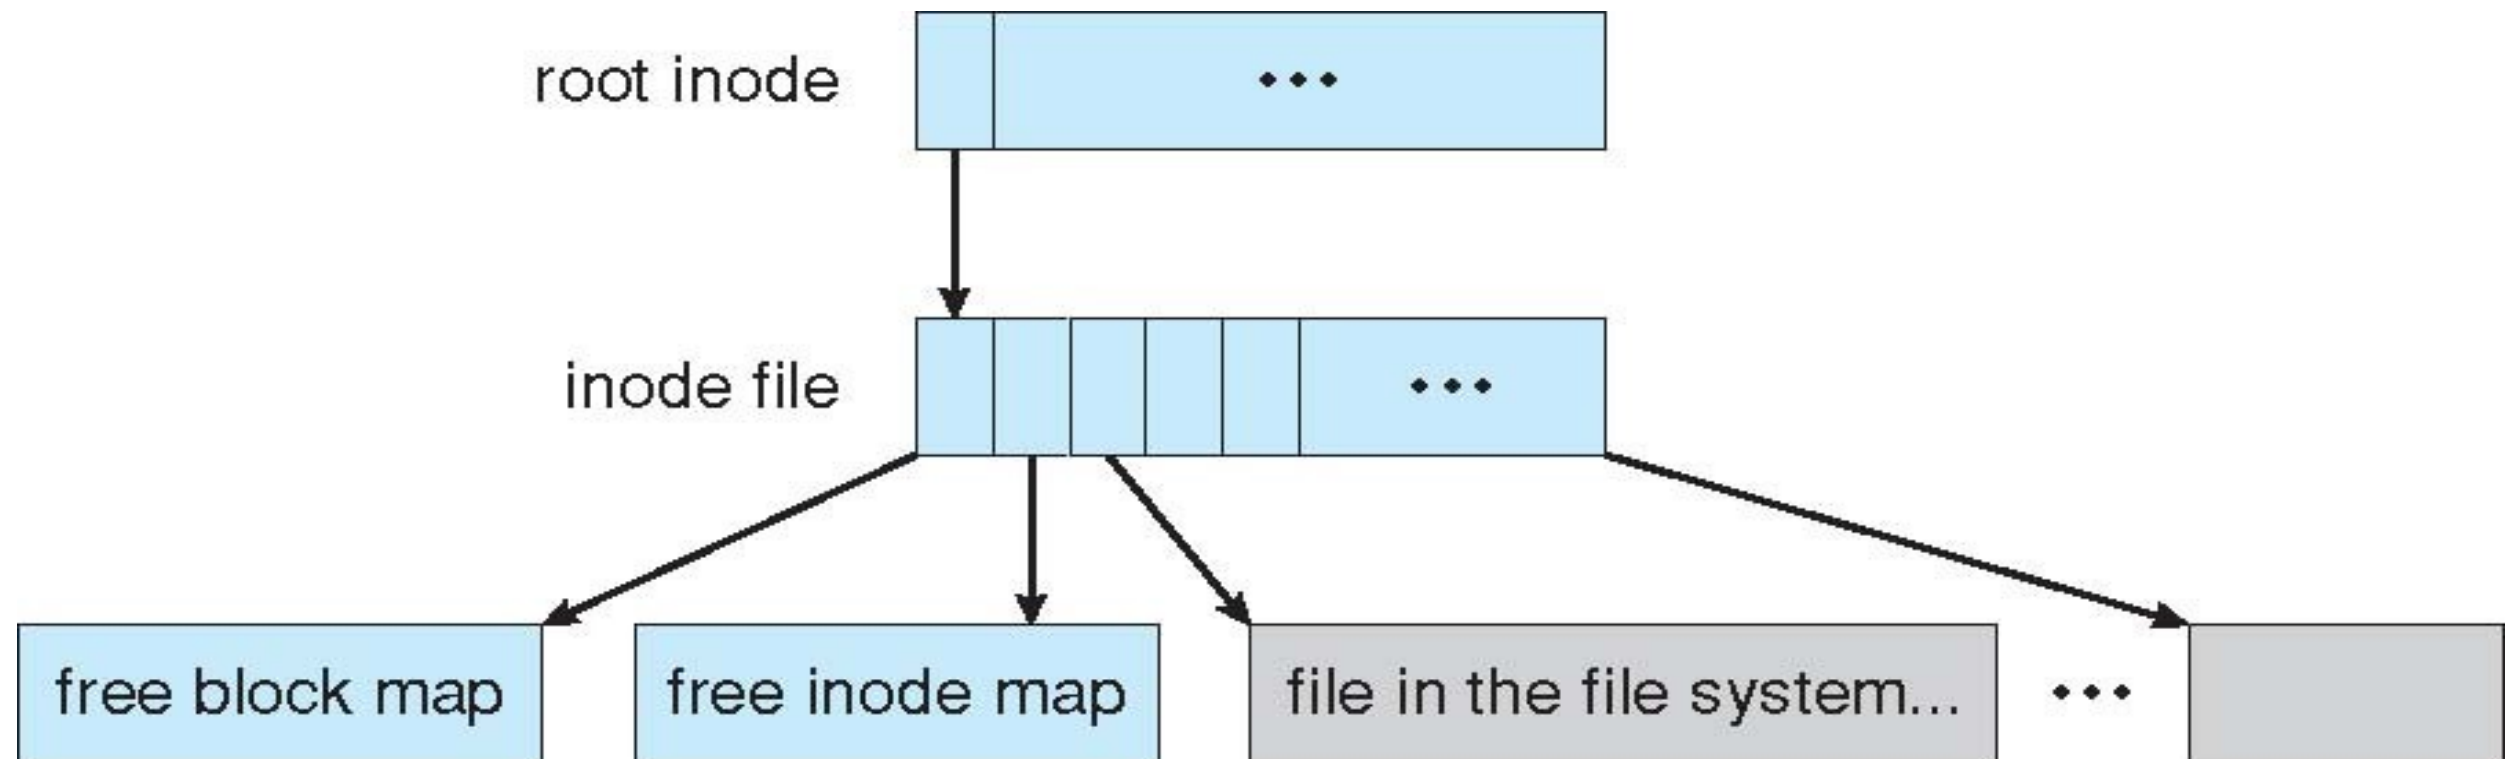 root inode
...
inode file
...
free block map
free inode map
file in the file system...
...